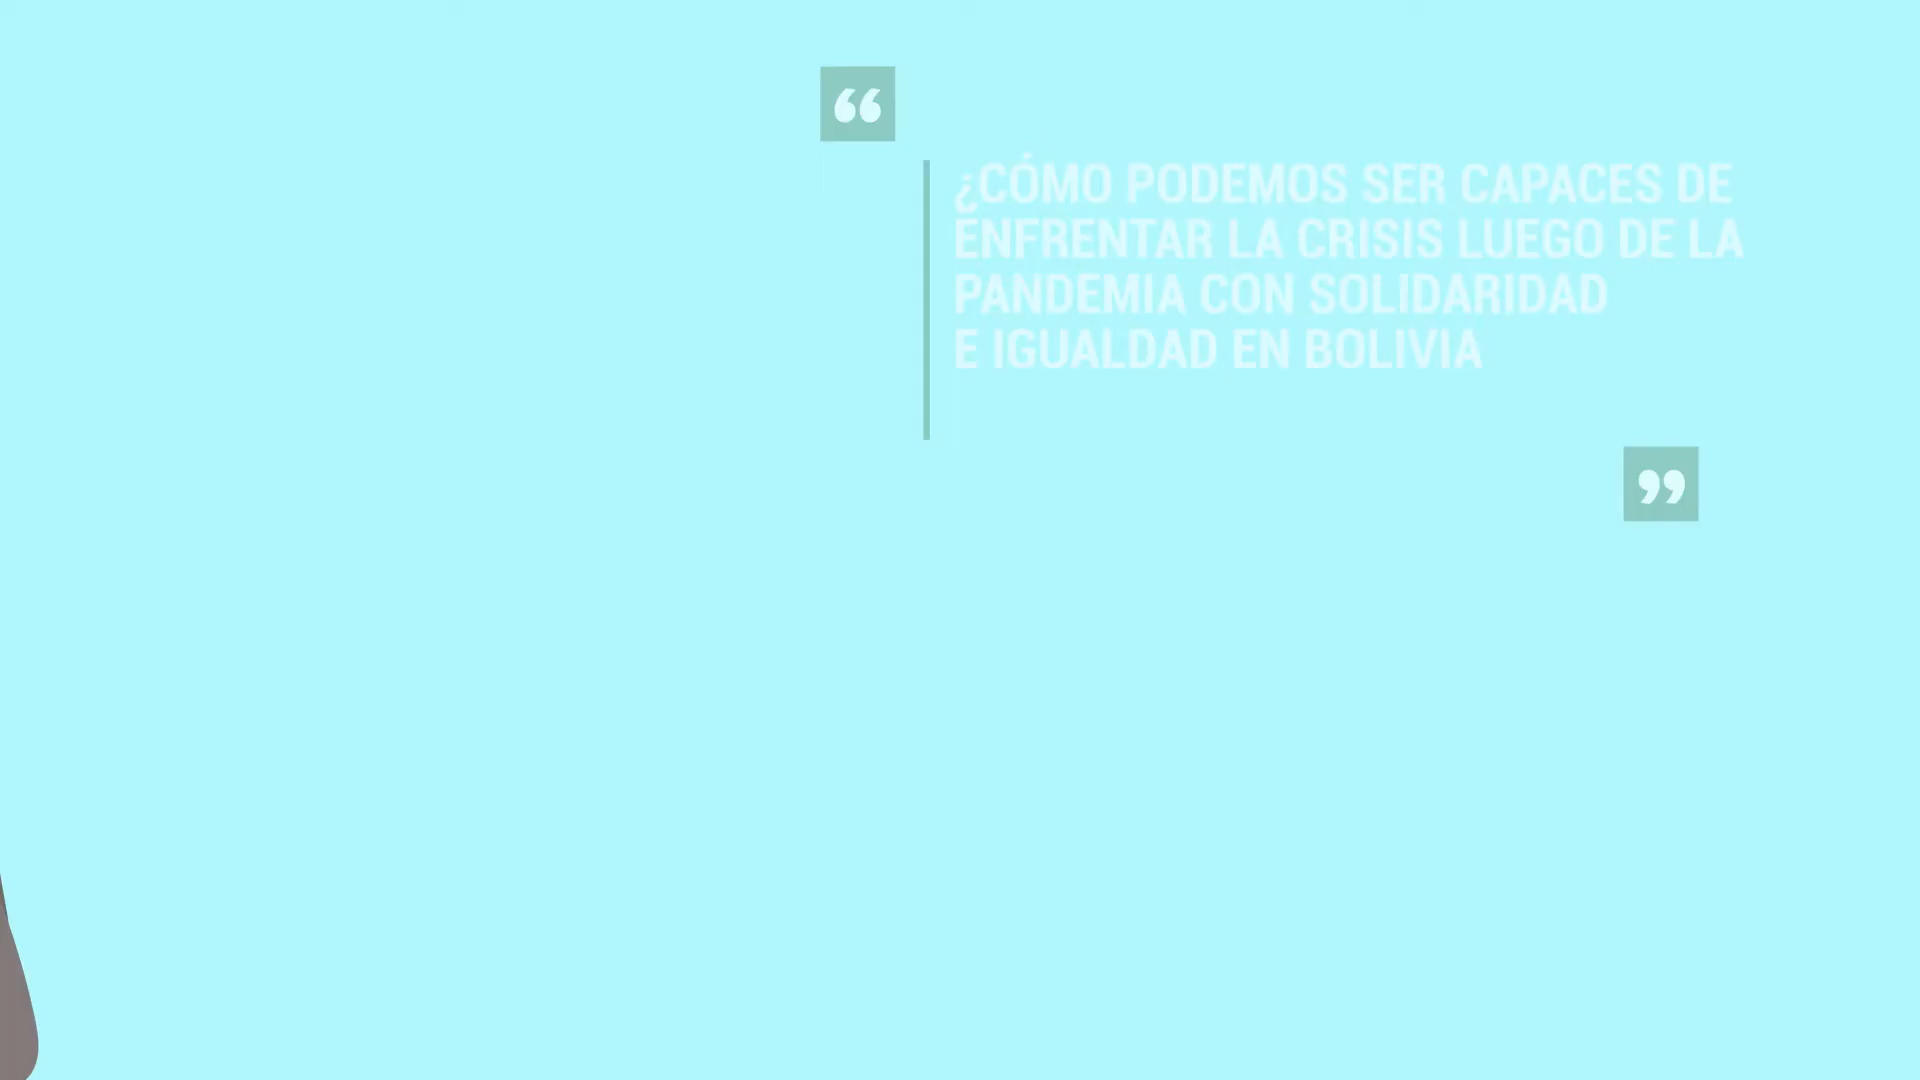 “
¿CÓMO PODEMOS SER CAPACES DE
ENFRENTAR LA CRISIS LUEGO DE LA
PANDEMIA CON SOLIDARIDAD
E IGUALDAD EN BOLIVIA
”